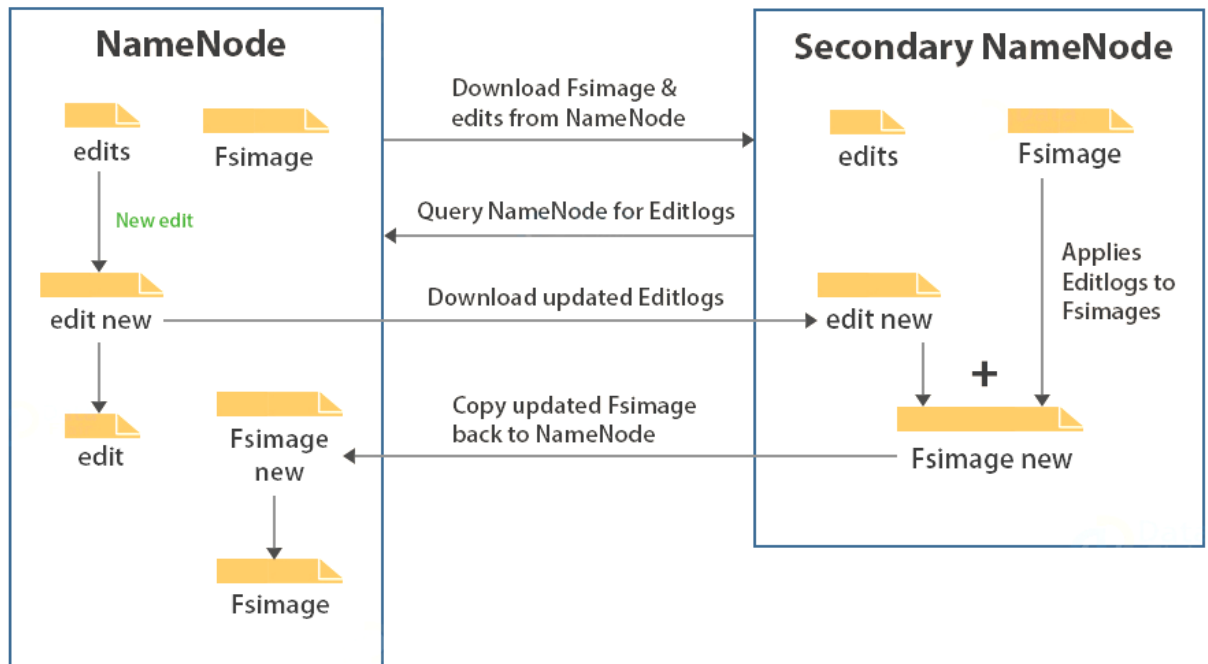 NameNode
Secondary NameNode
edits
Fsimage
Download Fsimage &
edits from NameNode
edits
Fsimage
New edit
Query NameNode for Editlogs
Applies
Editlogs to
Fsimages
edit new
Download updated Editlogs
edit new
+
edit
Fsimage
new
Copy updated Fsimage
back to NameNode
Fsimage new
Fsimage